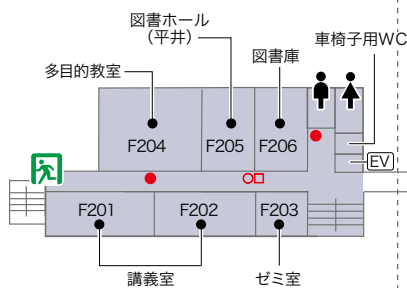 図書ホール
(平井)
車椅子用WC
図書庫
多目的教室
F204
F205
F206
EV
F201
F202
F203
講義室
ゼミ室